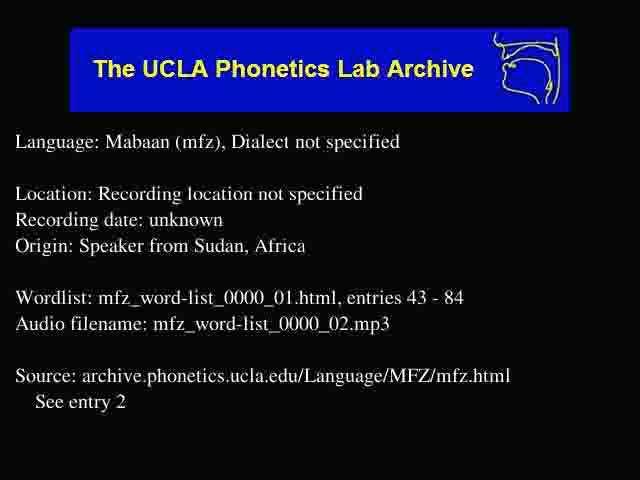 The UCLA Phonetics Lab Archive
Language: Mabaan (mfz), Dialect not specified
Location: Recording location not specified
Recording date: unknown
Origin: Speaker from Sudan, Africa
Wordlist: mfz_word-list_0000_01.html, entries 43 - 84
Audio filename: mfz_word-list_0000_02.mp3
Source: archive.phonetics.ucla.edu/Language/MFZ/mfz.html
See entry 2